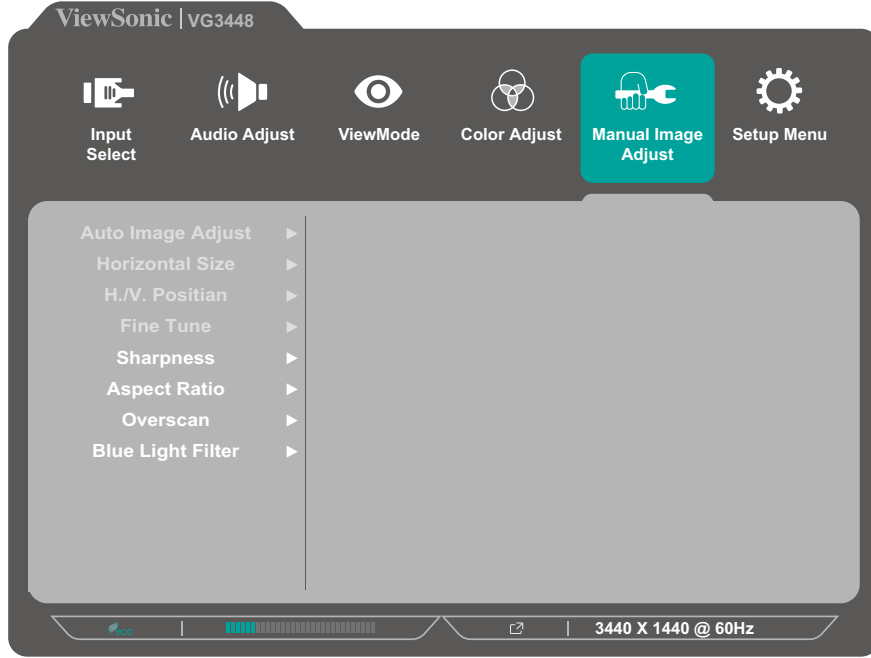 ViewSonic | VG3448
Input
Select
Audio Adjust
ViewMode
Color Adjust
Manual Image
Adjust
Setup Menu
Auto Image Adjust
Horizontal Size
H./V. Positian
Fine Tune
Sharpness
Aspect Ratio
Overscan
Blue Light Filter
eco
3440 X 1440 @ 60Hz